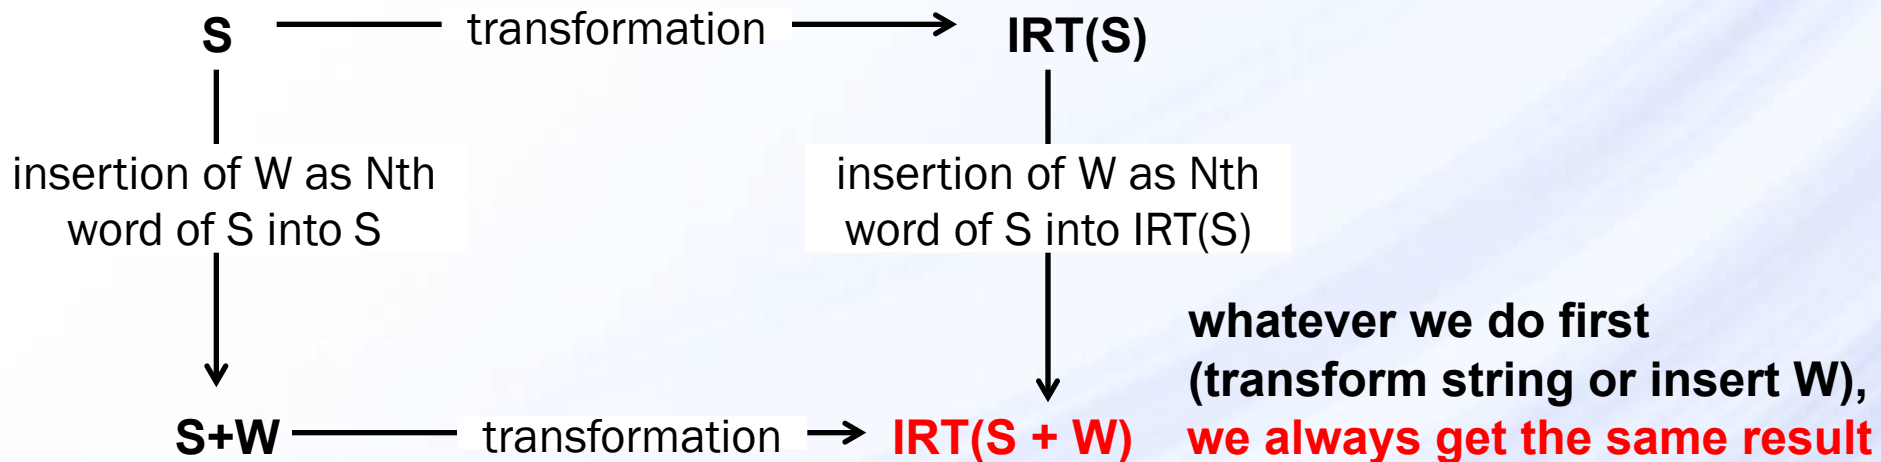 S transformation IRT(S)
insertion of W as Nth
word of S into S
insertion of W as Nth
word of S into IRT(S)
whatever we do first
(transform string or insert W),
we always get the same result
S+W transformation IRT(S + W)